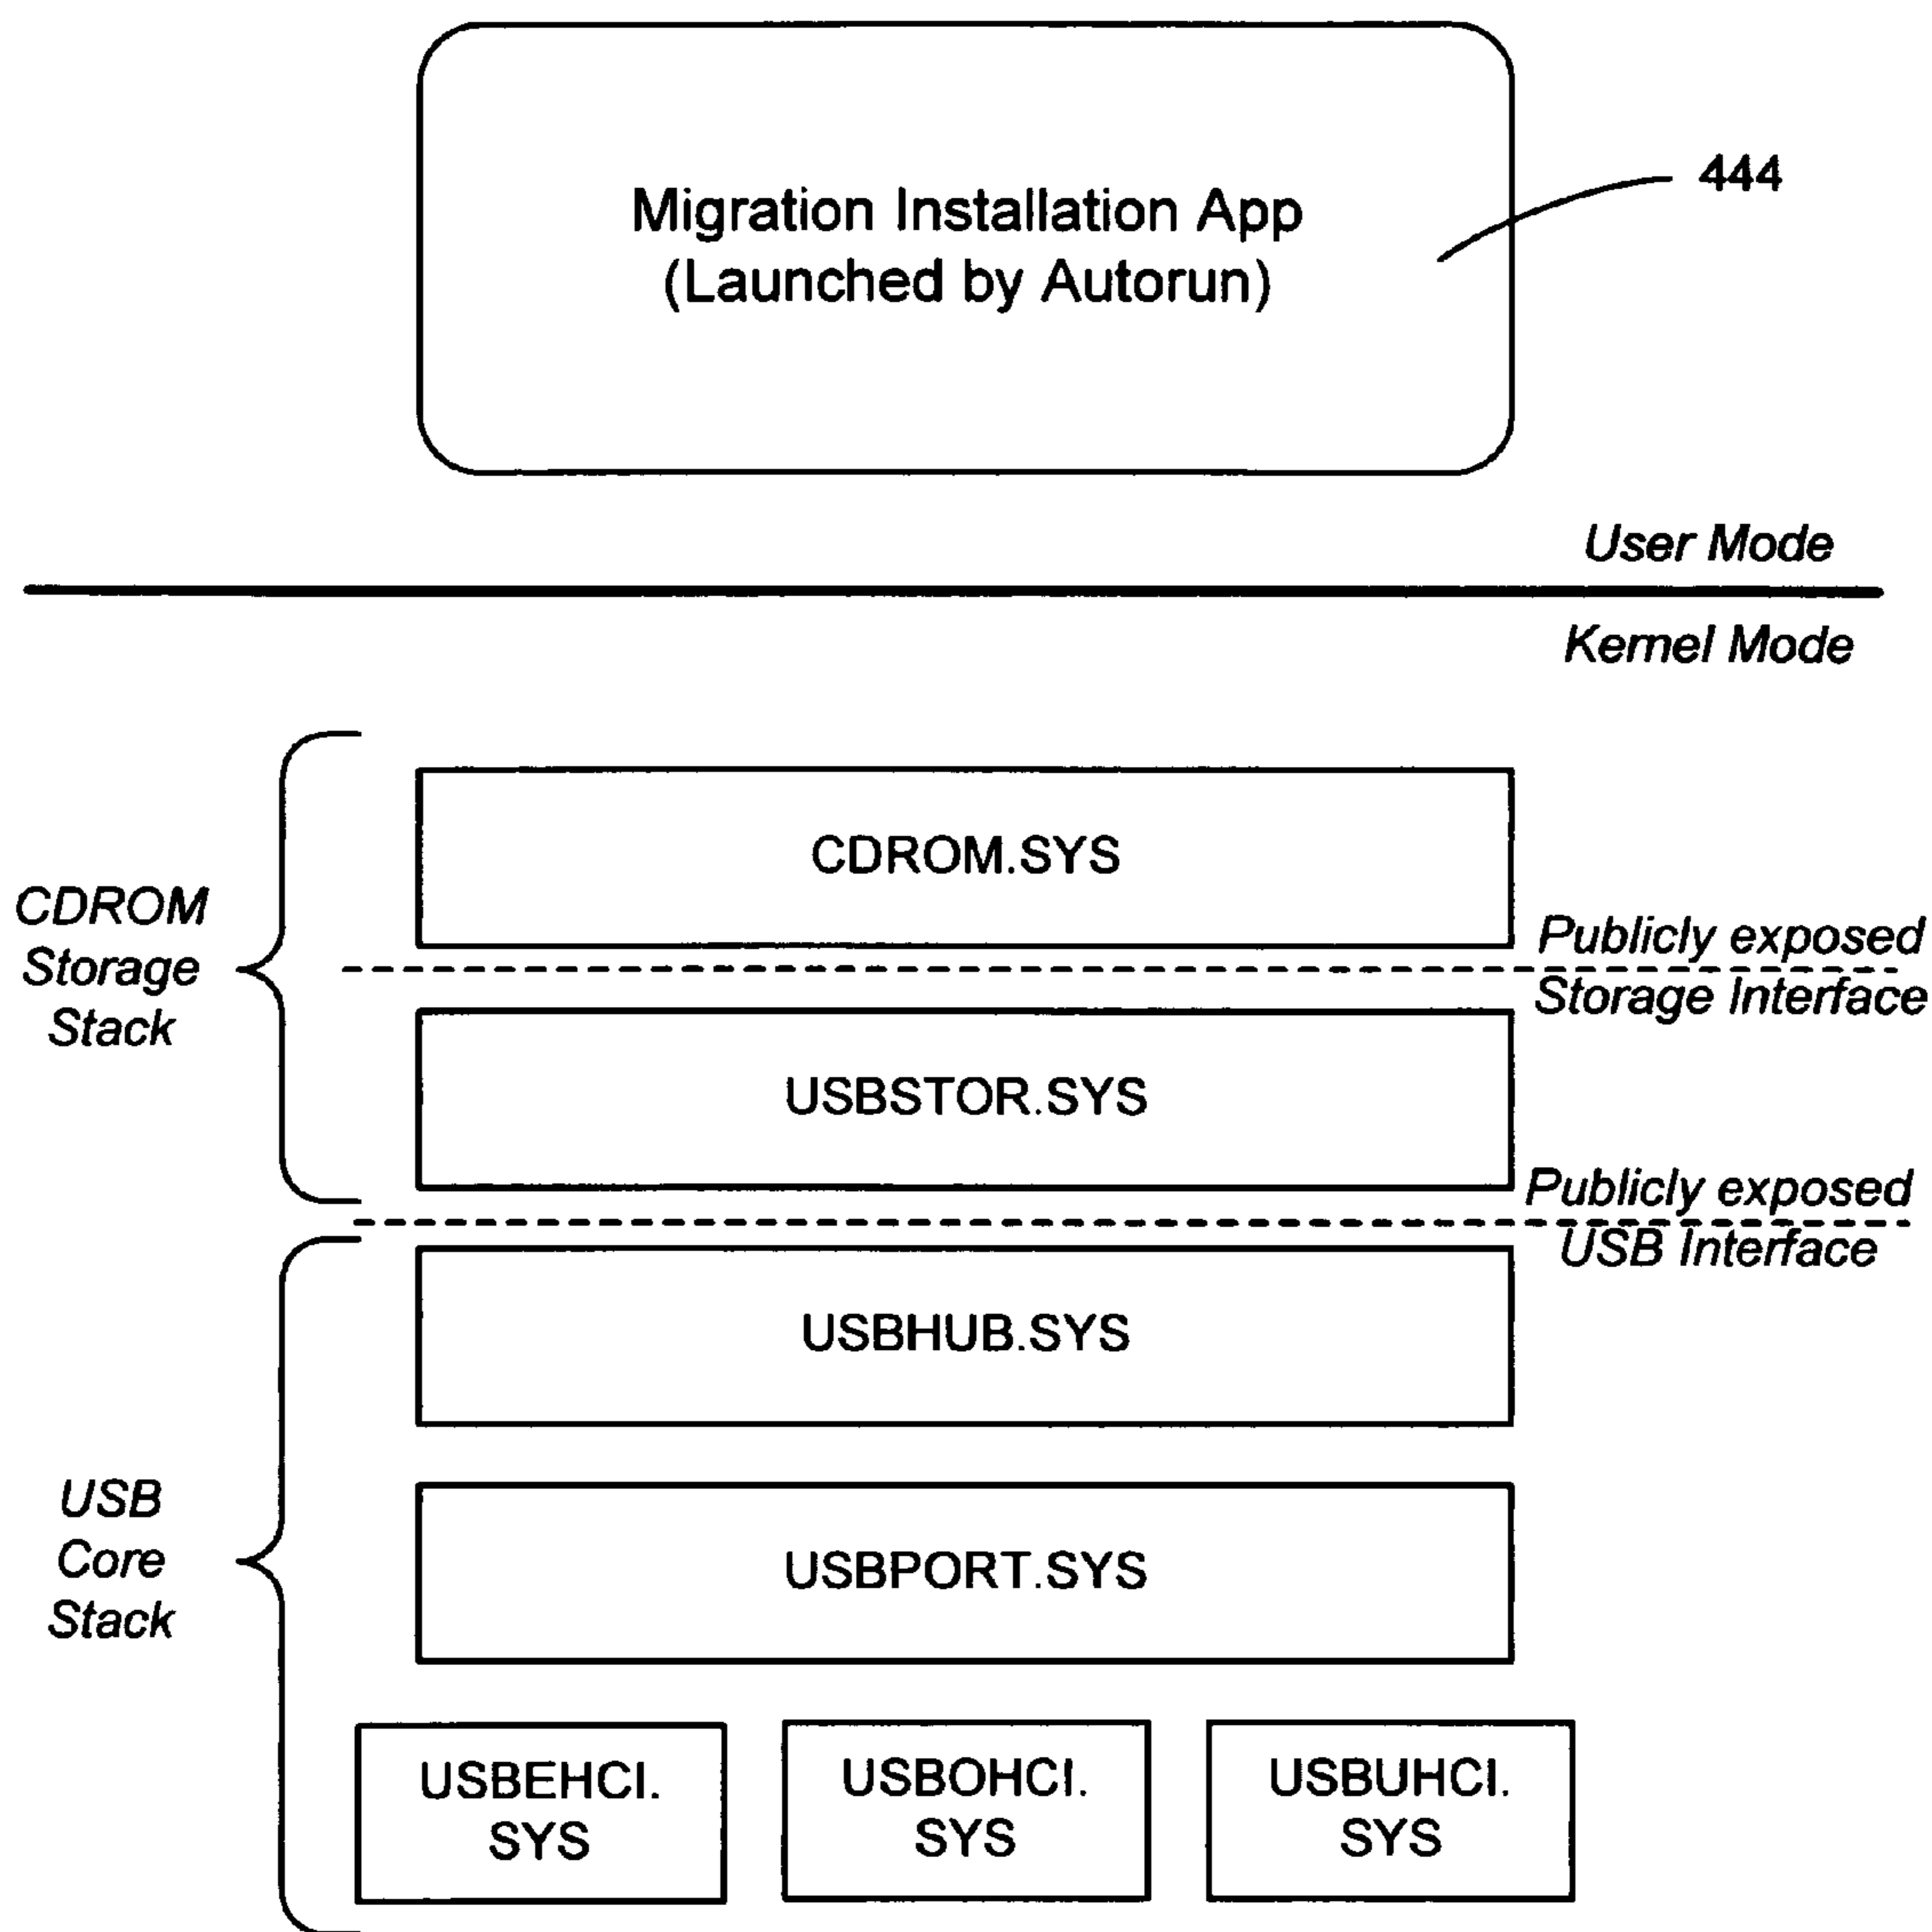 Migration Installation App
(Launched by Autorun)
444
User Mode
Kernel Mode
CDROM
Storage
Stack
CDROM.SYS
Publicly exposed
Storage Interface
USBSTOR.SYS
Publicly exposed
USB Interface
USB
Core
Stack
USBHUB.SYS
USBPORT.SYS
USBEHCI.
SYS
USBOHCI.
SYS
USBUHCI.
SYS